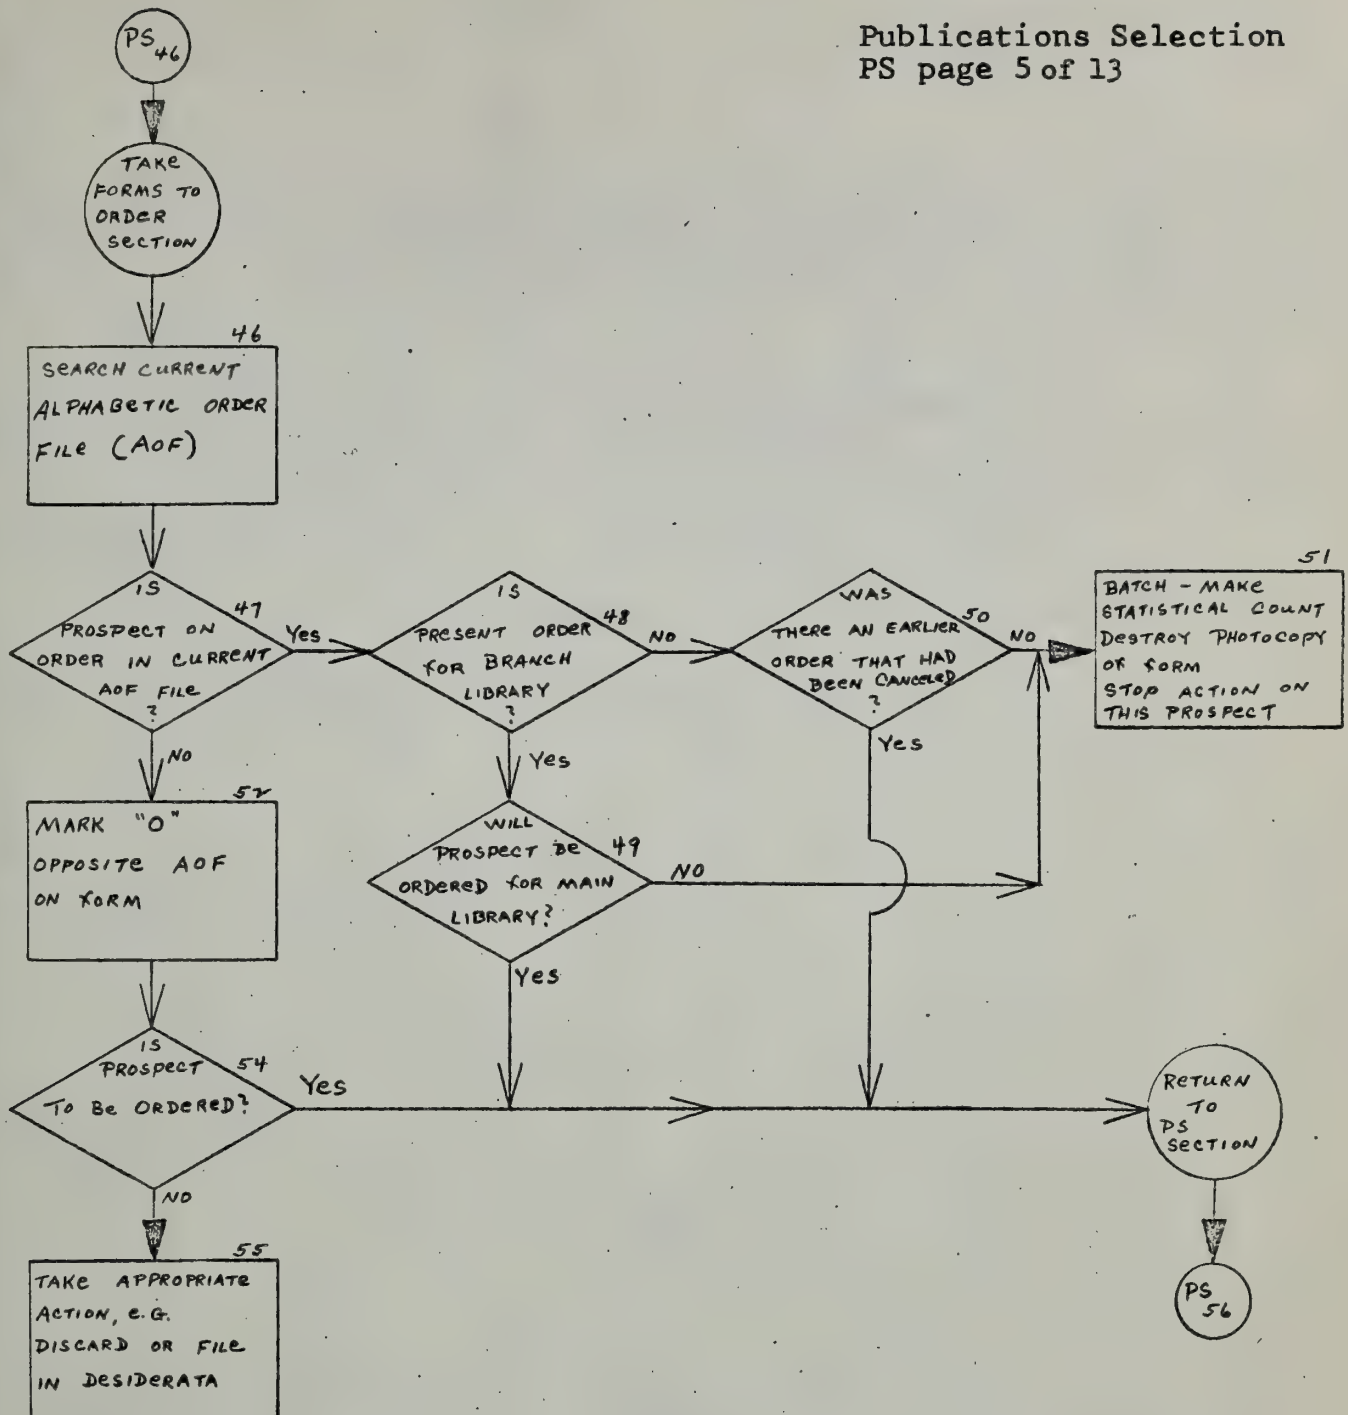 Publications Selection
PS page 5 of 13
PS
46
TAKE
FORMS TO
ORDER
SECTION
46
SEARCH CURRENT
ALPHABETIC ORDER
FILE (AOF)
IS
47
PROSPECT ON
ORDER IN CURRENT
AOF FILE
?
Yes
NO
IS
48
PRESENT ORDER
FOR BRANCH
LIBRARY
?
NO
Yes
WAS
50
THERE AN EARLIER
ORDER THAT HAD
BEEN CANCELED
?
NO
Yes
51
BATCH - MAKE
STATISTICAL COUNT
DESTROY PHOTOCOPY
OF FORM
STOP ACTION ON
THIS PROSPECT
52
MARK "O"
OPPOSITE AOF
ON FORM
WILL
49
PROSPECT BE
ORDERED FOR MAIN
LIBRARY?
NO
Yes
IS
PROSPECT
54
TO BE ORDERED?
Yes
NO
RETURN
TO
PS
SECTION
55
TAKE APPROPRIATE
ACTION, E.G.
DISCARD OR FILE
IN DESIDERATA
PS
56